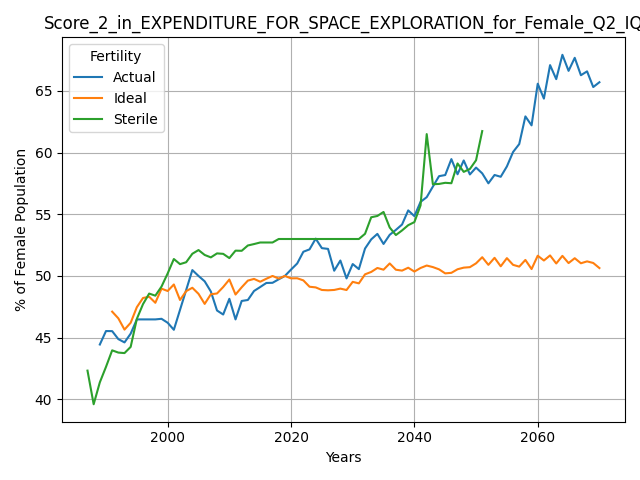 Score_2_in_EXPENDITURE_FOR_SPACE_EXPLORATION_for_Female_Q2_IQ
Fertility
Actual
Ideal
Sterile
% of Female Population
65
60
55
50
45
40
2000 2020 2040 2060
Years